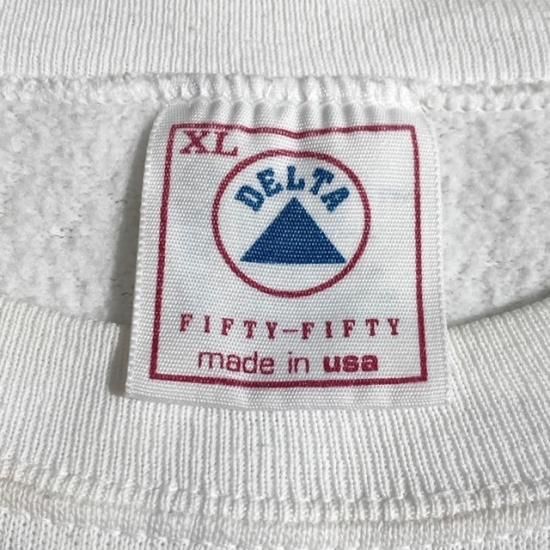 XL
DELTA
FIFTY-FIFTY
made in usa